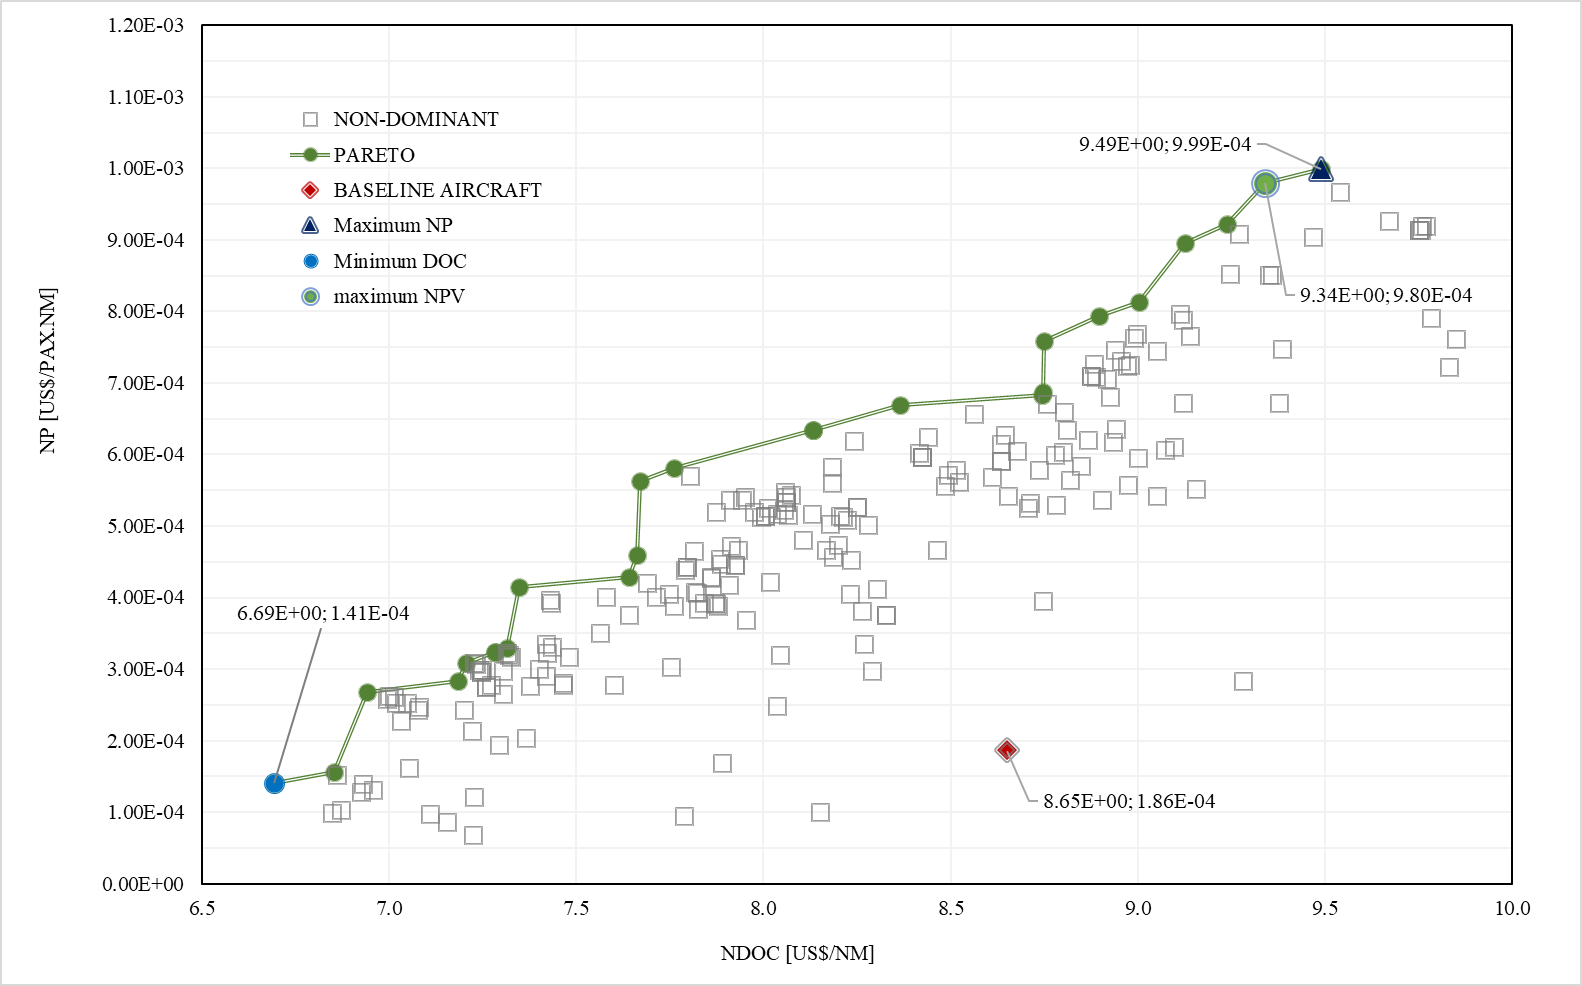 1.20E-03
1.10E-03
1.00E-03
9.00E-04
8.00E-04
7.00E-04
6.00E-04
5.00E-04
4.00E-04
3.00E-04
2.00E-04
1.00E-04
0.00E+00
NP [US$/PAX.NM]
NON-DOMINANT
PARETO
BASELINE AIRCRAFT
Maximum NP
Minimum DOC
maximum NPV
9.49E+00; 9.99E-04
9.34E+00; 9.80E-04
6.69E+00; 1.41E-04
8.65E+00; 1.86E-04
6.5 7.0 7.5 8.0 8.5 9.0 9.5 10.0
NDOC [US$/NM]